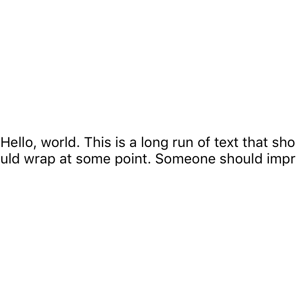 Hello, world. This is a long run of text that sho
uld wrap at some point. Someone should impr